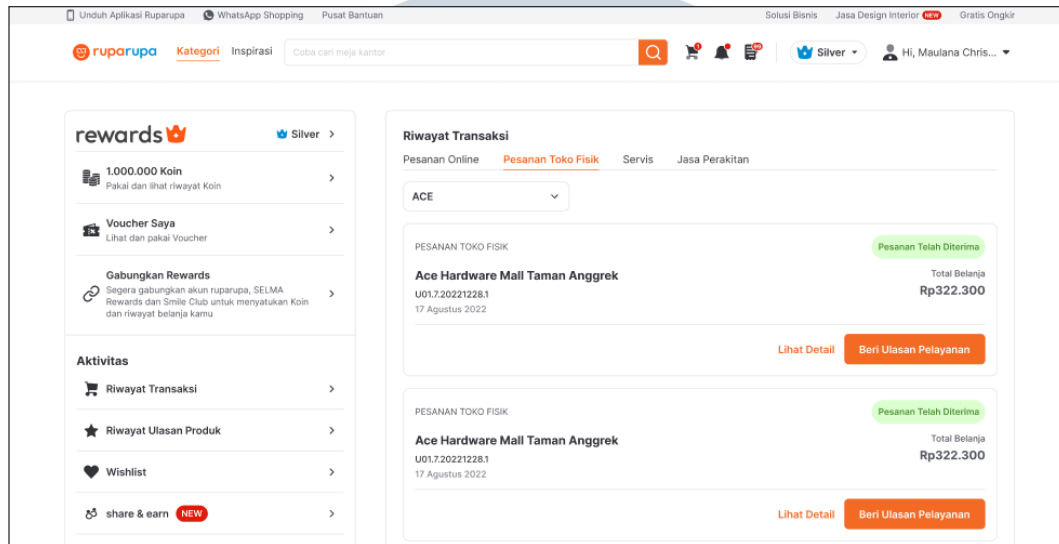 Unduh Aplikasi Ruparupa WhatsApp Shopping Pusat Bantuan Solusi Bisnis Jasa Design Interior NEW Gratis Ongkir
ruparupa Kategori Inspirasi Coba cari meja kantor Silver Hi, Maulana Chris...
rewards Silver
1.000.000 Koin
Pakai dan lihat riwayat Koin
Voucher Saya
Lihat dan pakai Voucher
Gabungkan Rewards
Segera gabungkan akun ruparupa, SELMA
Rewards dan Smile Club untuk menyatukan Koin
dan riwayat belanja kamu
Aktivitas
Riwayat Transaksi
Riwayat Ulasan Produk
Wishlist
share & earn NEW
Riwayat Transaksi
Pesanan Online Pesanan Toko Fisik Servis Jasa Perakitan
ACE
PESANAN TOKO FISIK Pesanan Telah Diterima
Ace Hardware Mall Taman Anggrek Total Belanja
U01.7.20221228.1 Rp322.300
17 Agustus 2022
Lihat Detail Beri Ulasan Pelayanan
PESANAN TOKO FISIK Pesanan Telah Diterima
Ace Hardware Mall Taman Anggrek Total Belanja
U01.7.20221228.1 Rp322.300
17 Agustus 2022
Lihat Detail Beri Ulasan Pelayanan